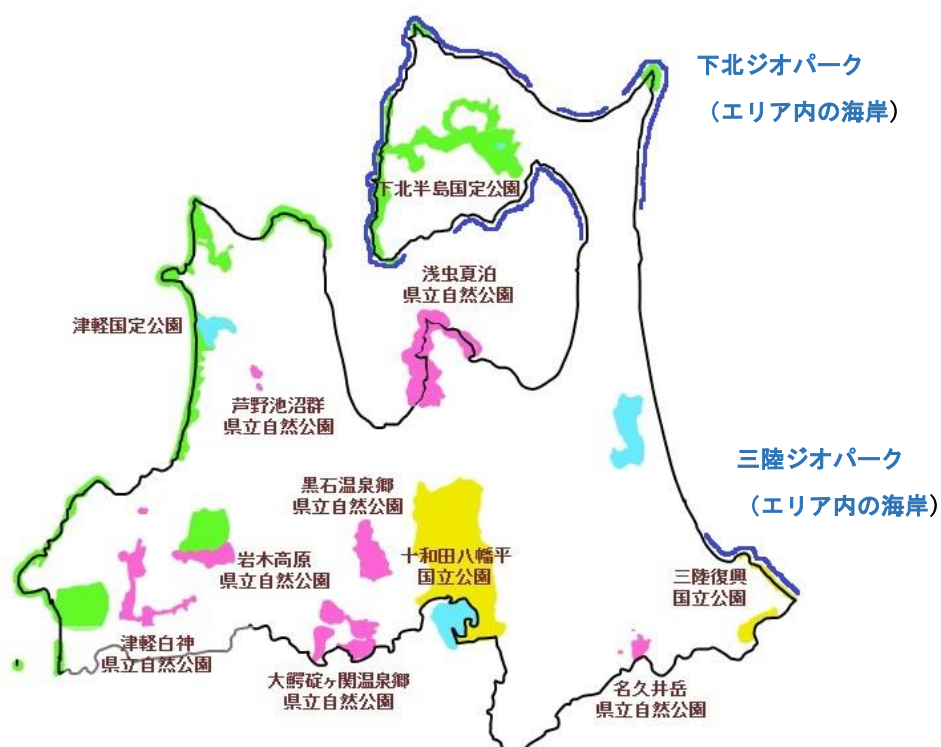 下北ジオパーク
（エリア内の海岸）
下北半島国定公園
浅虫夏泊
県立自然公園
津軽国定公園
芦野池沼群
県立自然公園
三陸ジオパーク
（エリア内の海岸）
黒石温泉郷
県立自然公園
十和田八幡平
国立公園
岩木高原
県立自然公園
三陸復興
国立公園
津軽白神
県立自然公園
大鰐碇ヶ関温泉郷
県立自然公園
名久井岳
県立自然公園